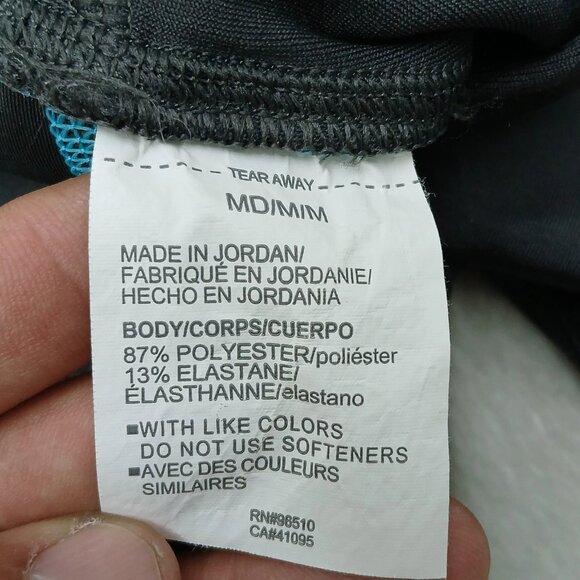 TEAR AWAY
MD/M/M
MADE IN JORDAN/
FABRIQUÉ EN JORDANIE/
HECHO EN JORDANIA
BODY/CORPS/CUERPO
87% POLYESTER/poliéster
13% ELASTANE/
ÉLASTHANNE/elastano
■WITH LIKE COLORS
DO NOT USE SOFTENERS
■AVEC DES COULEURS
SIMILAIRES
RN#96510
CA#41095